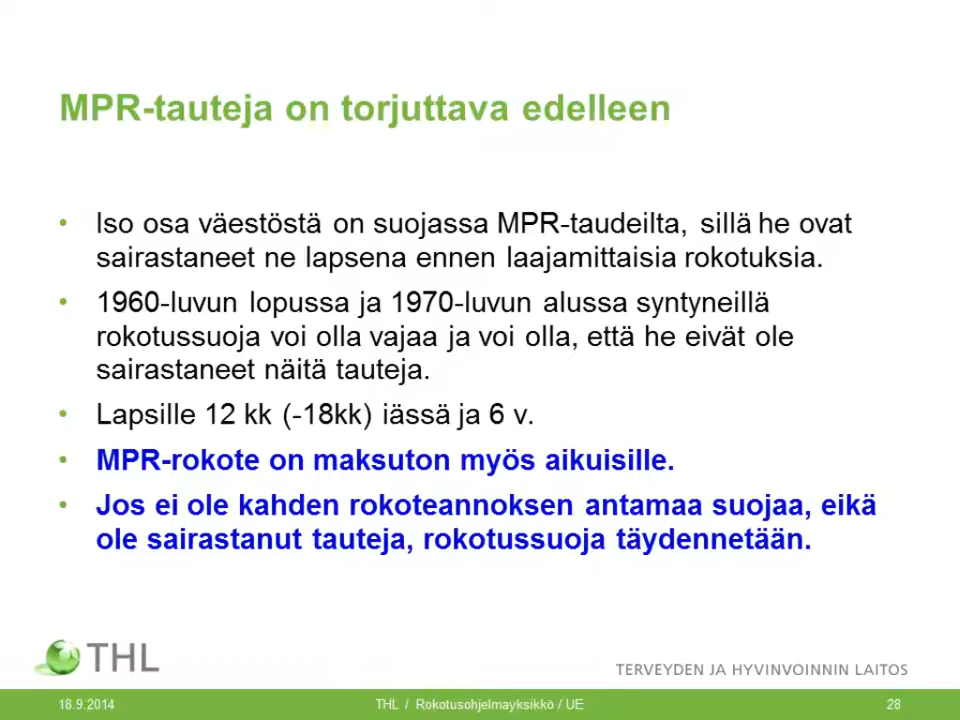 MPR-tauteja on torjuttava edelleen
• Iso osa väestöstä on suojassa MPR-taudeilta, sillä he ovat
sairastaneet ne lapsena ennen laajamittaisia rokotuksia.
• 1960-luvun lopussa ja 1970-luvun alussa syntyneillä
rokotussuoja voi olla vajaa ja voi olla, että he eivät ole
sairastaneet näitä tauteja.
• Lapsille 12 kk (-18kk) iässä ja 6 v.
• MPR-rokote on maksuton myös aikuisille.
• Jos ei ole kahden rokoteannoksen antamaa suojaa, eikä
ole sairastanut tauteja, rokotussuoja täydennetään.
THL
TERVEYDEN JA HYVINVOINNIN LAITOS
18.9.2014 THL / Rokotusohjelmayksikkö / UE 28